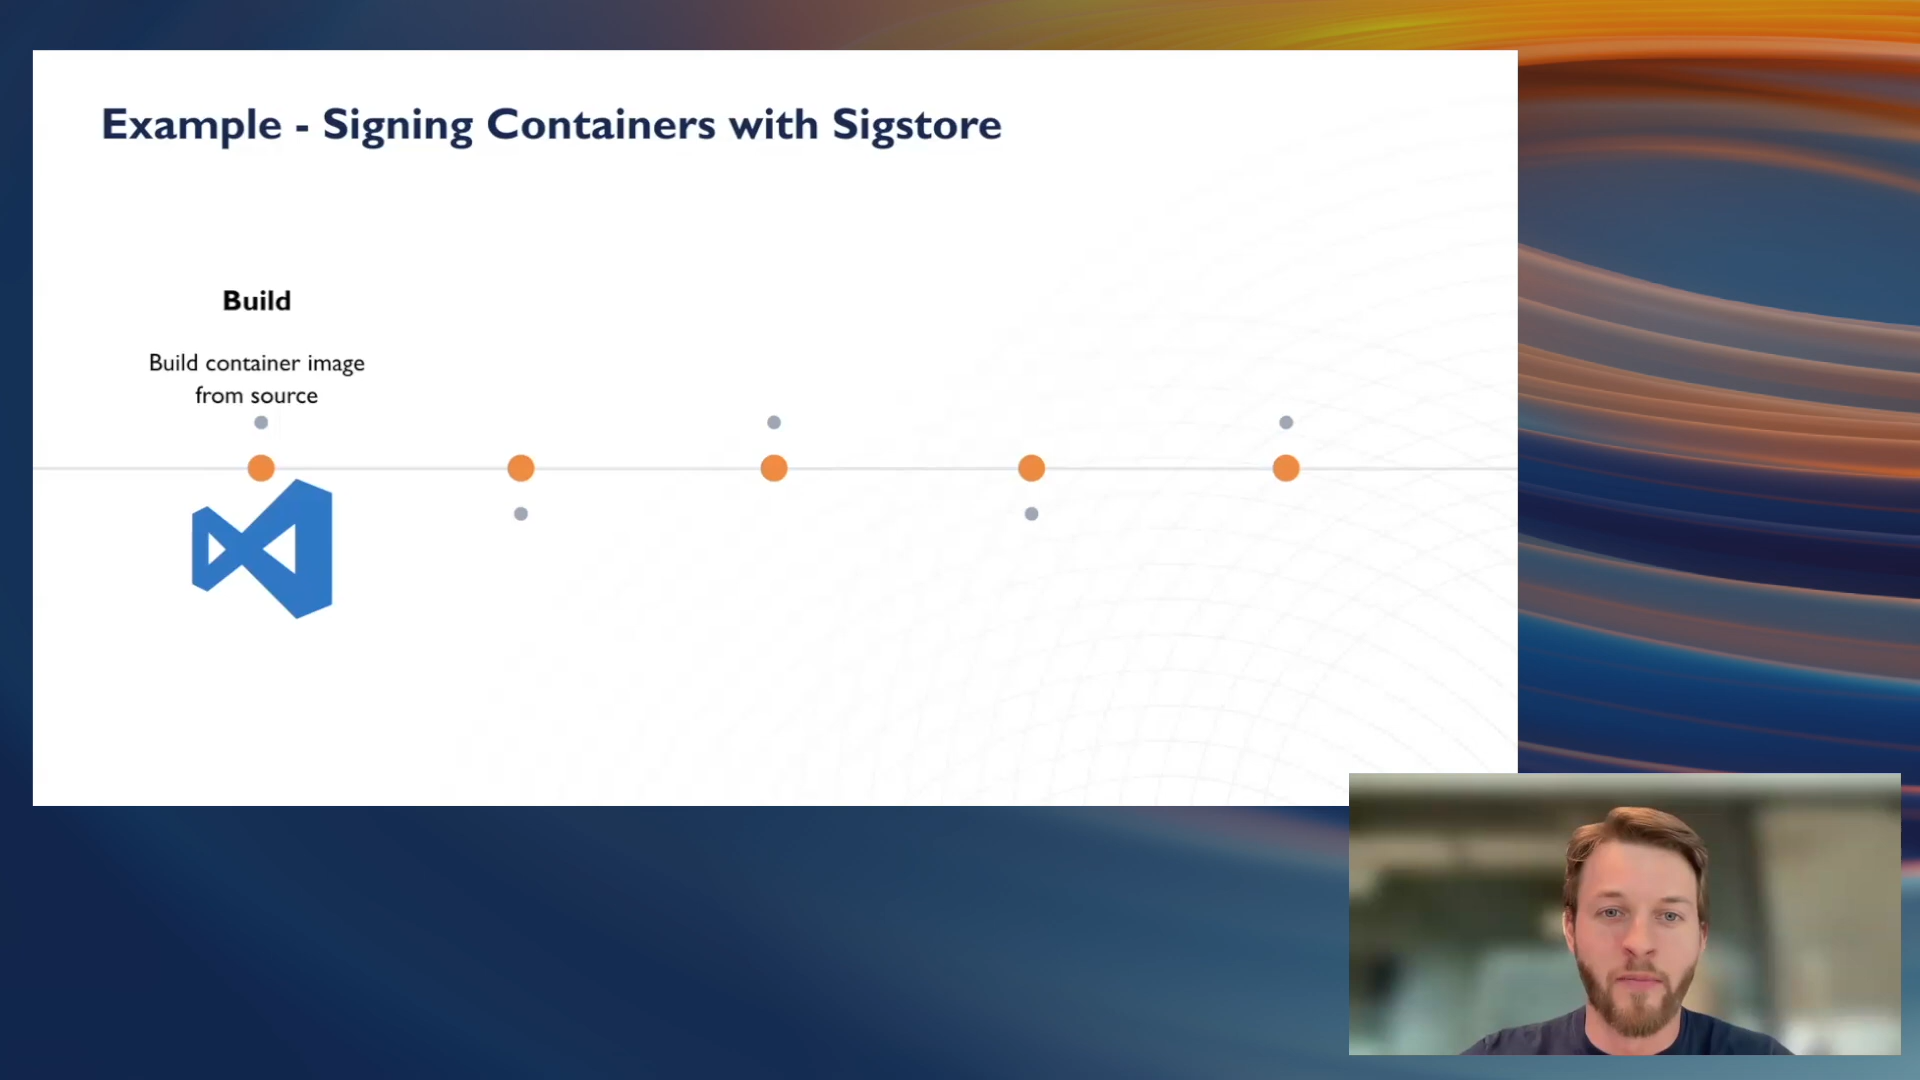 Example - Signing Containers with Sigstore
Build
Build container image
from source